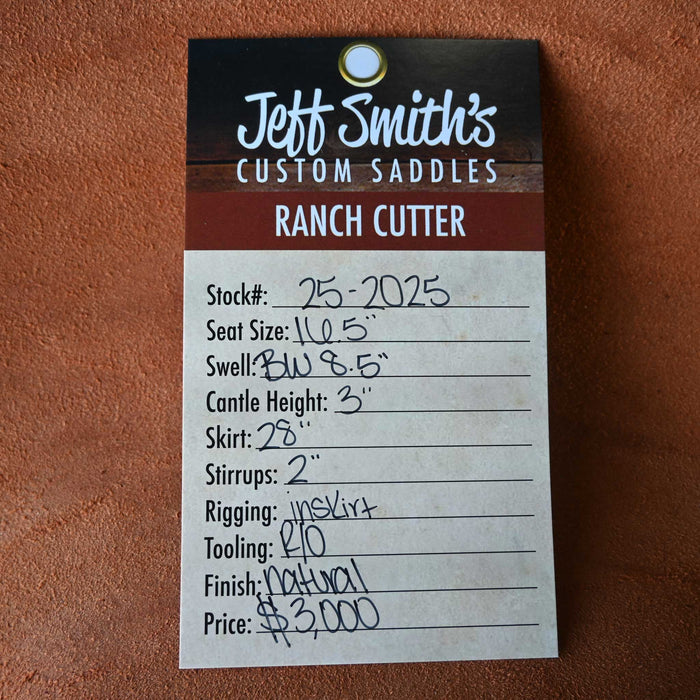 Jeff Smith's
CUSTOM SADDLES
RANCH CUTTER
Stock#: 25-2025
Seat Size: 16.5"
Swell: BW 8.5"
Cantle Height: 3"
Skirt: 28"
Stirrups: 2"
Rigging: inskirt
Tooling: R/O
Finish: natural
Price: $3,000